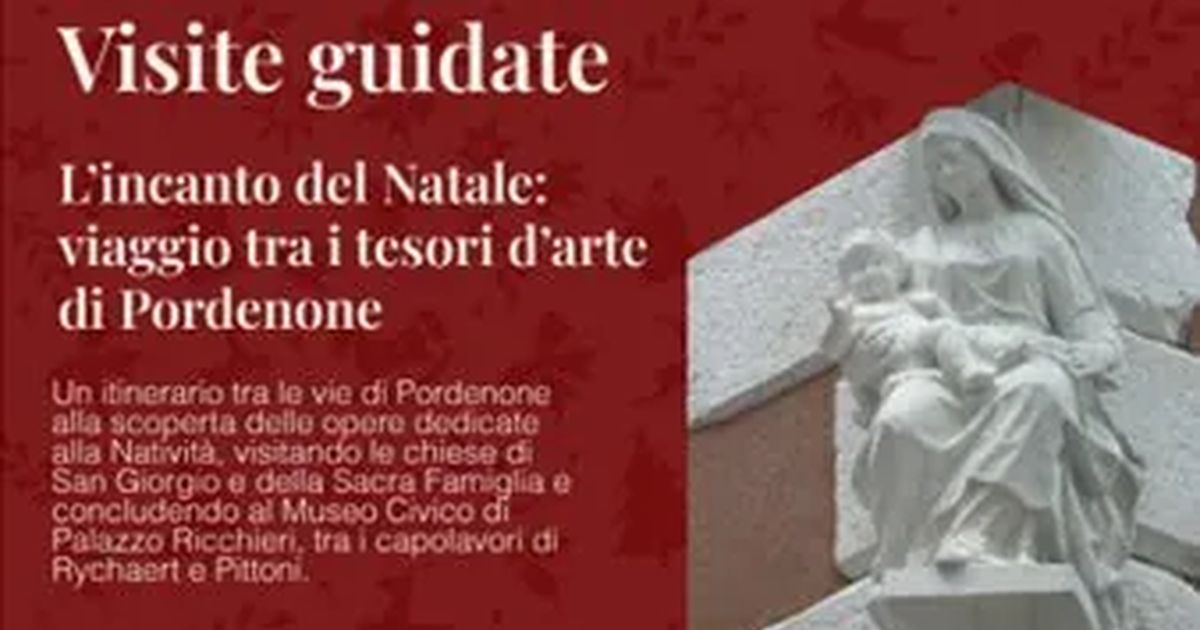 Visite guidate
L'incanto del Natale:
viaggio tra i tesori d'arte
di Pordenone
Un itinerario tra le vie di Pordenone
alla scoperta delle opere dedicate
alla Natività, visitando le chiese di
San Giorgio e della Sacra Famiglia e
concludendo al Museo Civico di
Palazzo Ricchieri, tra i capolavori di
Rychaert e Pittoni.